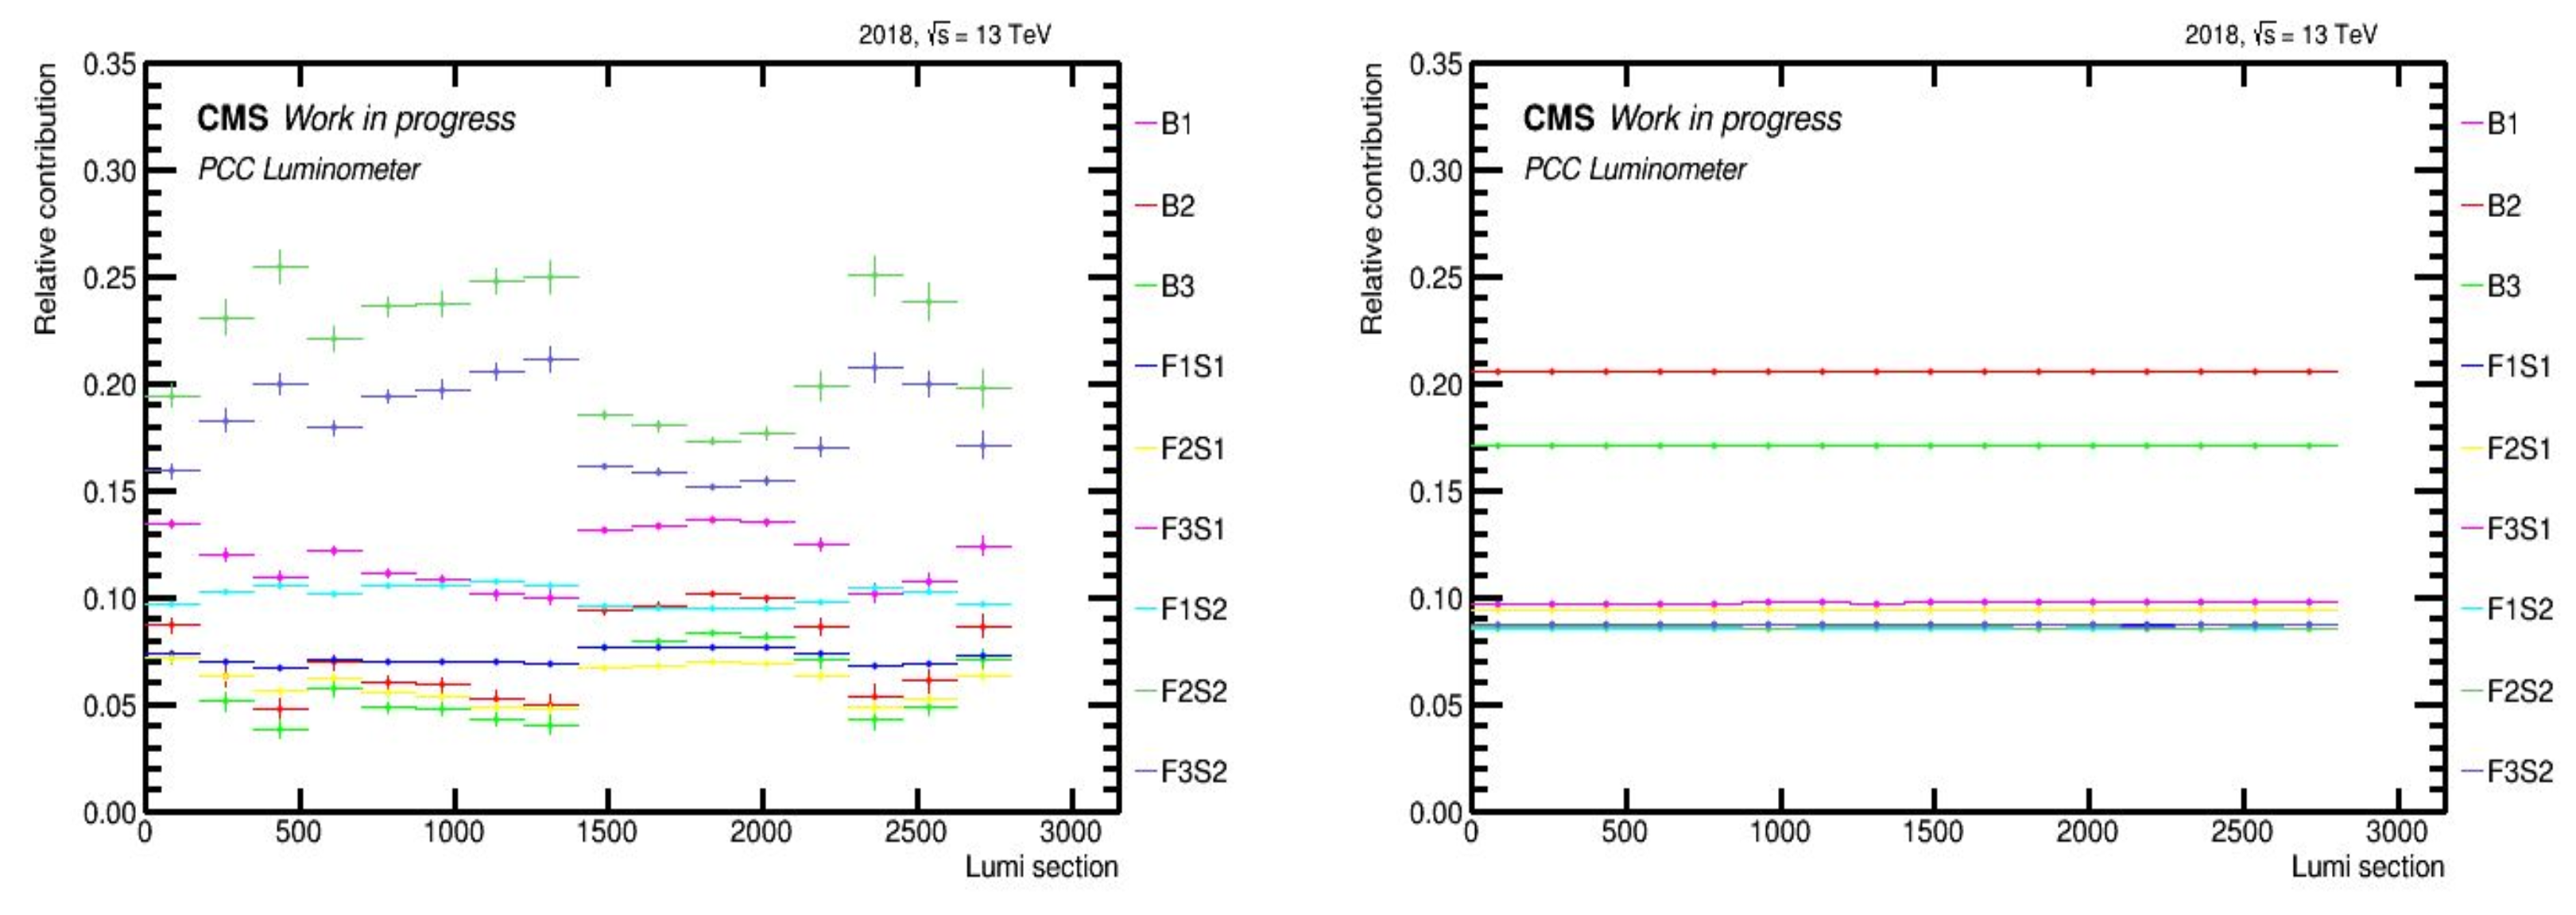 2018, √s = 13 TeV
Relative contribution
0.35
0.30
0.25
0.20
0.15
0.10
0.05
0.00
CMS Work in progress
PCC Luminometer
B1
B2
B3
F1S1
F2S1
F3S1
F1S2
F2S2
F3S2
0 500 1000 1500 2000 2500 3000
Lumi section
2018, √s = 13 TeV
Relative contribution
0.35
0.30
0.25
0.20
0.15
0.10
0.05
0.00
CMS Work in progress
PCC Luminometer
B1
B2
B3
F1S1
F2S1
F3S1
F1S2
F2S2
F3S2
0 500 1000 1500 2000 2500 3000
Lumi section